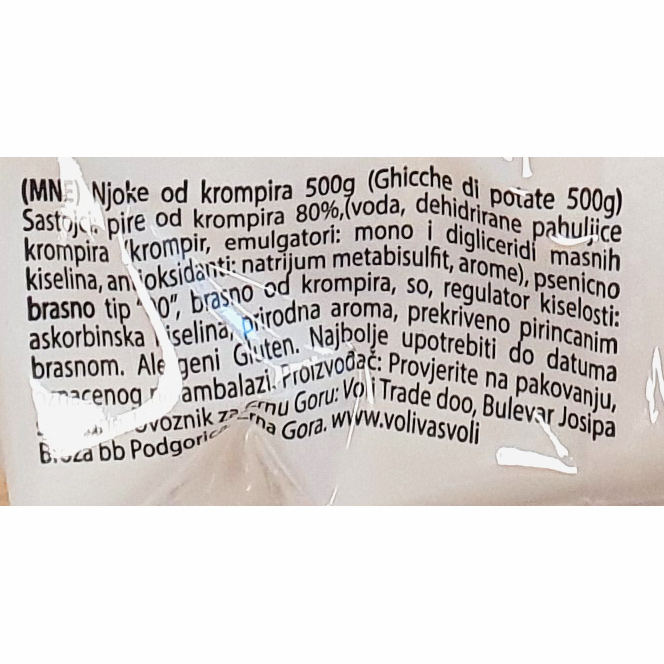 (MNE) Njoke od krompira 500g (Ghicche di potate 500g)
Sastojci: pire od krompira 80%,(voda, dehidrirane pahuljice
krompira (krompir, emulgatori: mono i digliceridi masnih
kiselina, antioksidanti: natrijum metabisulfit, arome), psenicno
brasno tip "00", brasno od krompira, so, regulator kiselosti:
askorbinska kiselina, prirodna aroma, prekriveno pirincanim
brasnom. Alergeni Gluten. Najbolje upotrebiti do datuma
oznacenog ambalazi. Proizvođač: Provjerite na pakovanju,
uvoznik za Crnu Goru: Voli Trade doo, Bulevar Josipa
Broza bb Podgorica Crna Gora. www.volivasvoli